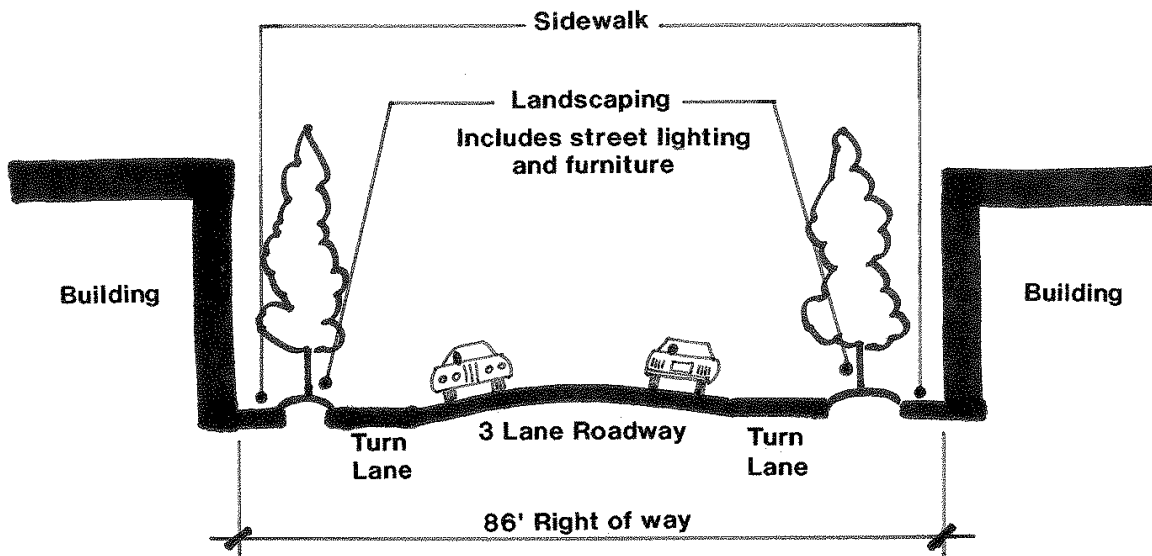 Sidewalk
Landscaping
Includes street lighting
and furniture
Building
Building
3 Lane Roadway
Turn
Lane
Turn
Lane
86' Right of way